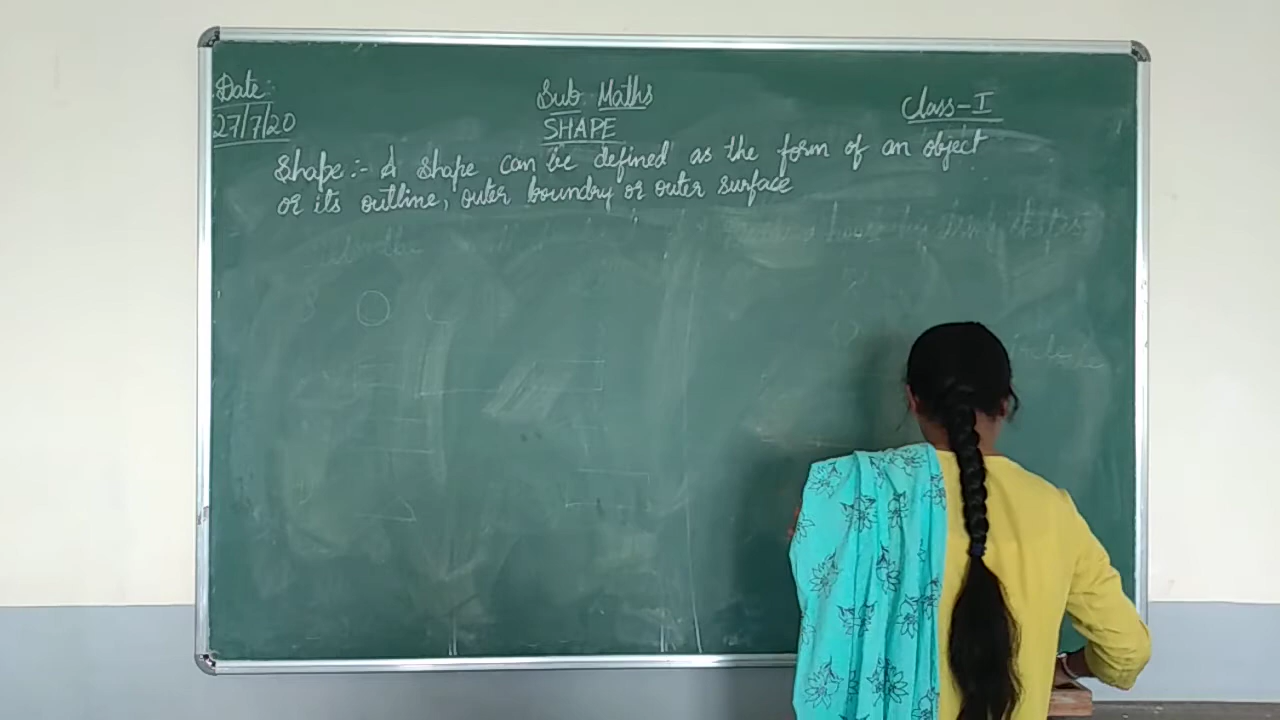 Date: Sub Maths Class-I
27/7/20 SHAPE
Shape:- A shape can be defined as the form of an object
or its outline, outer boundry or outer surface